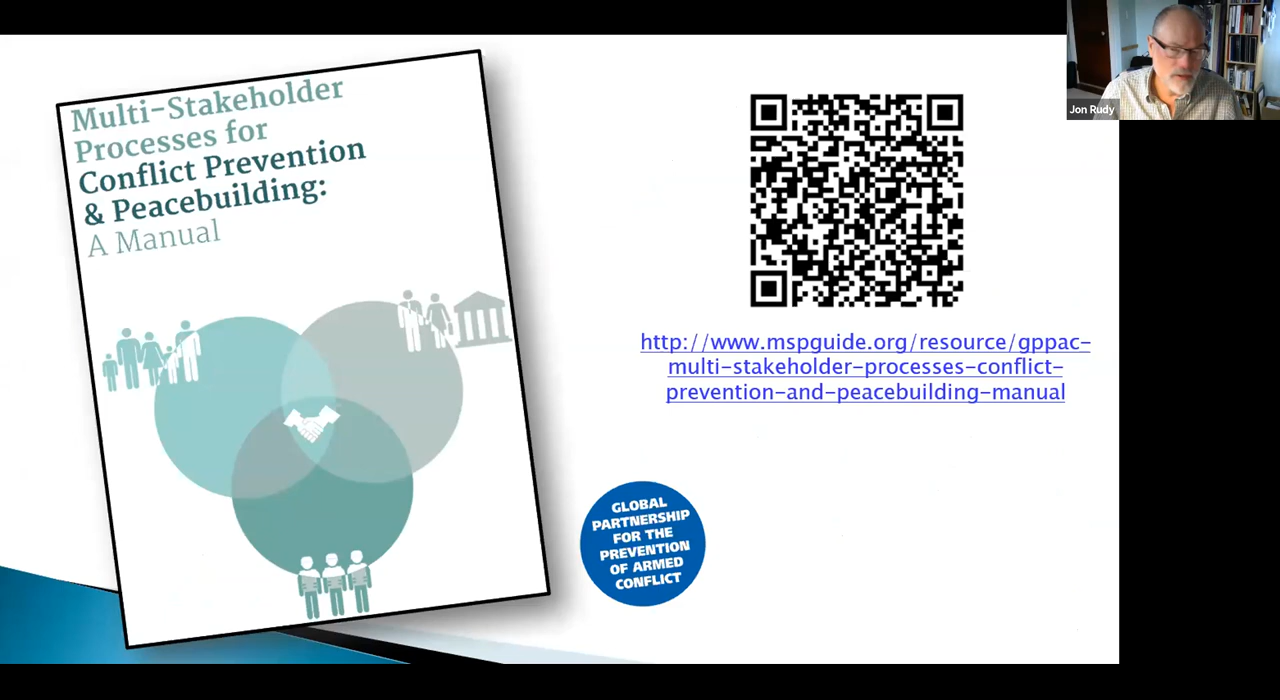 Multi-Stakeholder
Processes for
Conflict Prevention
& Peacebuilding:
A Manual
Jon Rudy
http://www.mspguide.org/resource/gppac-
multi-stakeholder-processes-conflict-
prevention-and-peacebuilding-manual
GLOBAL
PARTNERSHIP
FOR THE
PREVENTION
OF ARMED
CONFLICT